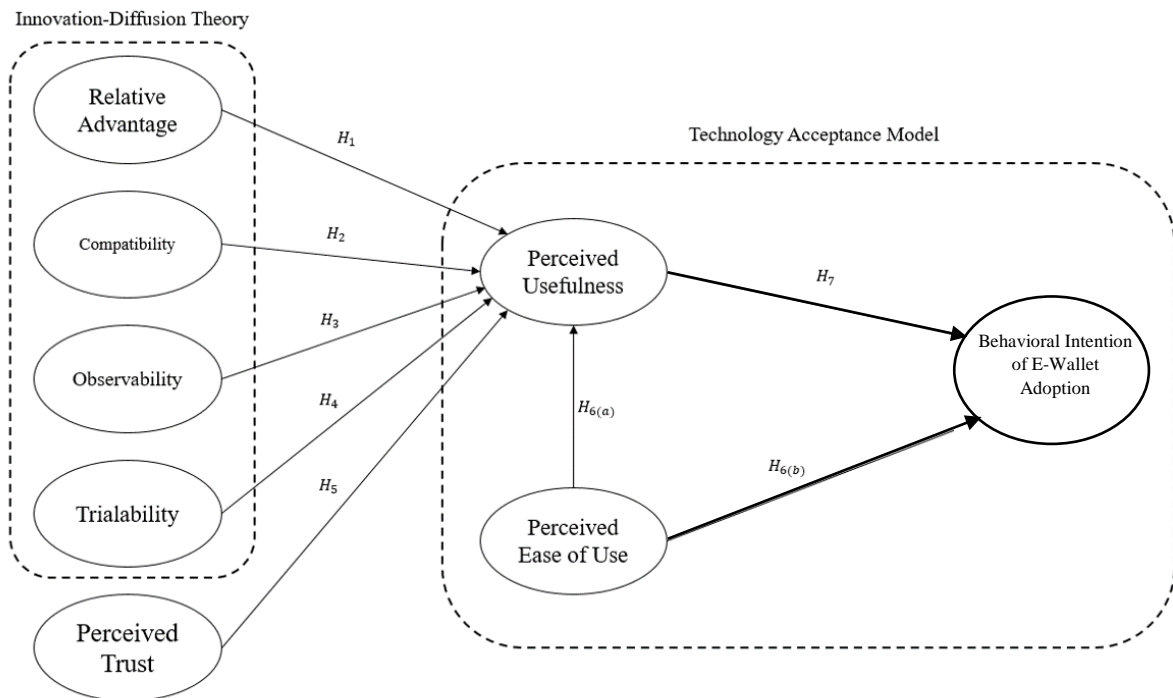 Innovation-Diffusion Theory
Relative
Advantage
H1
Technology Acceptance Model
Compatibility
H2
Perceived
Usefulness
H7
Observability
H3
Behavioral Intention
of E-Wallet
Adoption
H4
H6(a)
H6(b)
Trialability
H5
Perceived
Ease of Use
Perceived
Trust